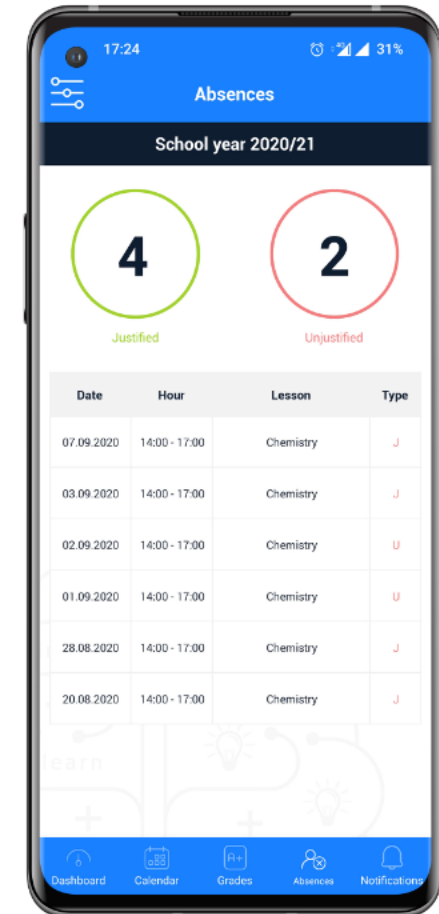 17:24 4G 31%
Absences
School year 2020/21
4 2
Justified Unjustified
Date Hour Lesson Type
07.09.2020 14:00 - 17:00 Chemistry J
03.09.2020 14:00 - 17:00 Chemistry J
02.09.2020 14:00 - 17:00 Chemistry U
01.09.2020 14:00 - 17:00 Chemistry U
28.08.2020 14:00 - 17:00 Chemistry J
20.08.2020 14:00 - 17:00 Chemistry J
learn
A+
Dashboard Calendar Grades Absences Notifications